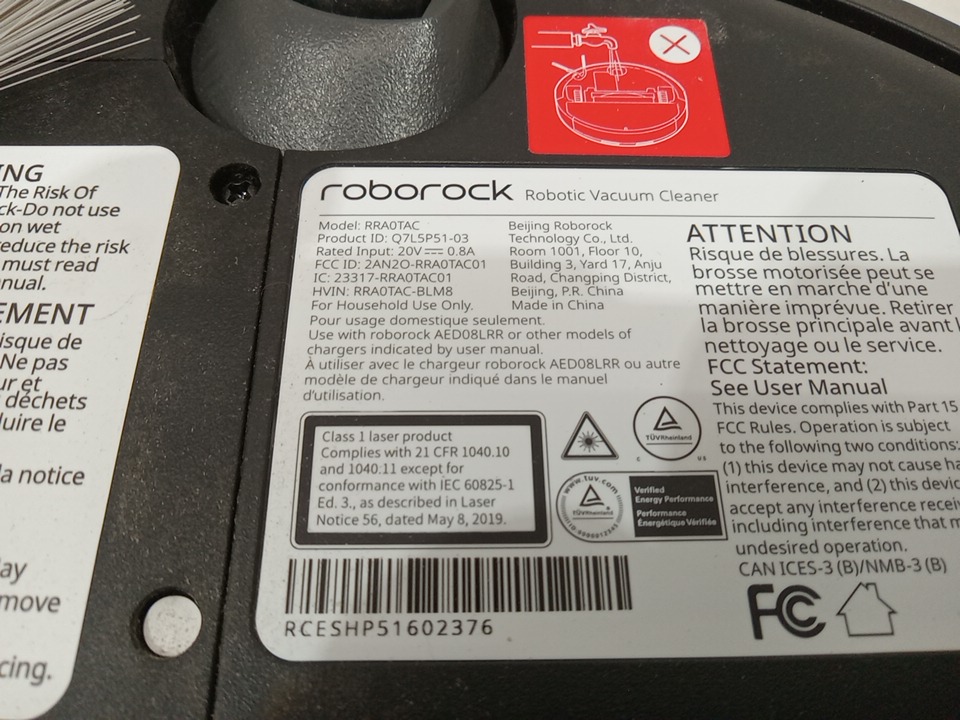 ING
The Risk Of
ck-Do not use
on wet
reduce the risk
must read
nual.
EMENT
isque de
Ne pas
ur et
déchets
duire le
la notice
ay
move
cing.
roborock Robotic Vacuum Cleaner
Model: RRA0TAC
Product ID: Q7L5P51-03
Rated Input: 20V⎓0.8A
FCC ID: 2AN2O-RRA0TAC01
IC: 23317-RRA0TAC01
HVIN: RRA0TAC-BLM8
For Household Use Only.
Pour usage domestique seulement.
Use with roborock AED08LRR or other models of
chargers indicated by user manual.
À utiliser avec le chargeur roborock AED08LRR ou autre
modèle de chargeur indiqué dans le manuel
d'utilisation.
Beijing Roborock
Technology Co., Ltd.
Room 1001, Floor 10,
Building 3, Yard 17, Anju
Road, Changping District,
Beijing, P.R. China
Made in China
Class 1 laser product
Complies with 21 CFR 1040.10
and 1040.11 except for
conformance with IEC 60825-1
Ed. 3., as described in Laser
Notice 56, dated May 8, 2019.
TÜVRheinland
C US
www.tuv.com
TÜVRheinland
Verified
Energy Performance
Performance
Énergétique Vérifiée
RCESHP51602376
ATTENTION
Risque de blessures. La
brosse motorisée peut se
mettre en marche d'une
manière imprévue. Retirer
la brosse principale avant l
nettoyage ou le service.
FCC Statement:
See User Manual
This device complies with Part 15
FCC Rules. Operation is subject
to the following two conditions:
(1) this device may not cause ha
interference, and (2) this devic
accept any interference recei
including interference that m
undesired operation.
CAN ICES-3 (B)/NMB-3 (B)
FC